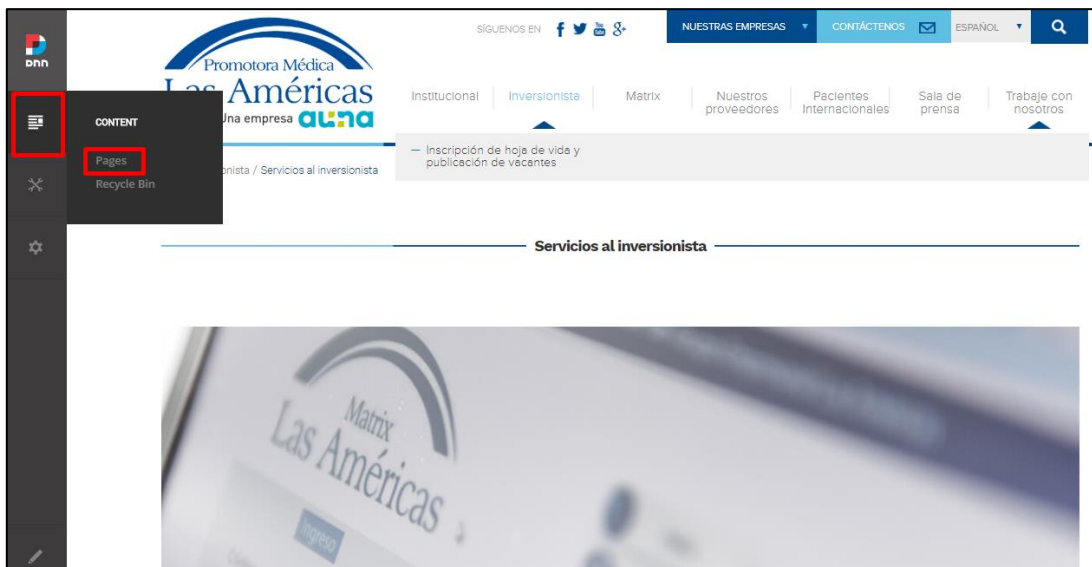 dnn
CONTENT
Pages
Recycle Bin
SÍGUENOS EN
NUESTRAS EMPRESAS
CONTÁCTENOS
ESPAÑOL
Promotora Médica
Las Américas
Una empresa auna
Institucional
Inversionista
Matrix
Nuestros
proveedores
Pacientes
Internacionales
Sala de
prensa
Trabaje con
nosotros
— Inscripción de hoja de vida y
publicación de vacantes
/ Servicios al inversionista
Servicios al inversionista
Matrix
Las Américas
Ingreso